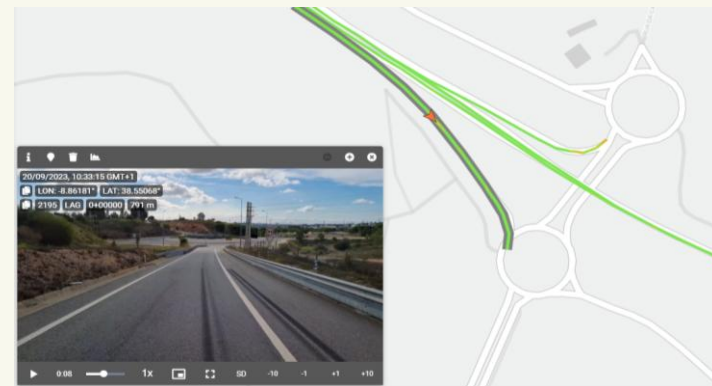 20/09/2023, 10:33:15 GMT+1
LON: -8.86181° LAT: 38.55068°
2195 LAG 0+00000 791 m
0:08 1x SD -10 -1 +1 +10